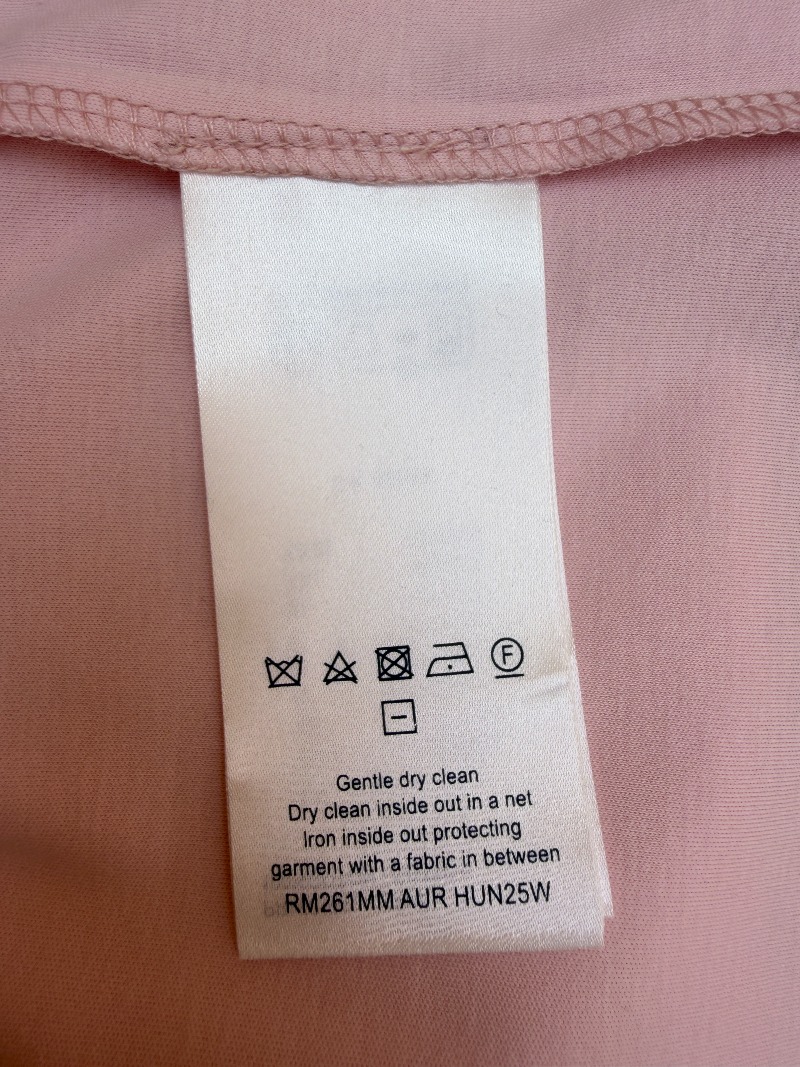 F
Gentle dry clean
Dry clean inside out in a net
Iron inside out protecting
garment with a fabric in between
RM261MM AUR HUN25W